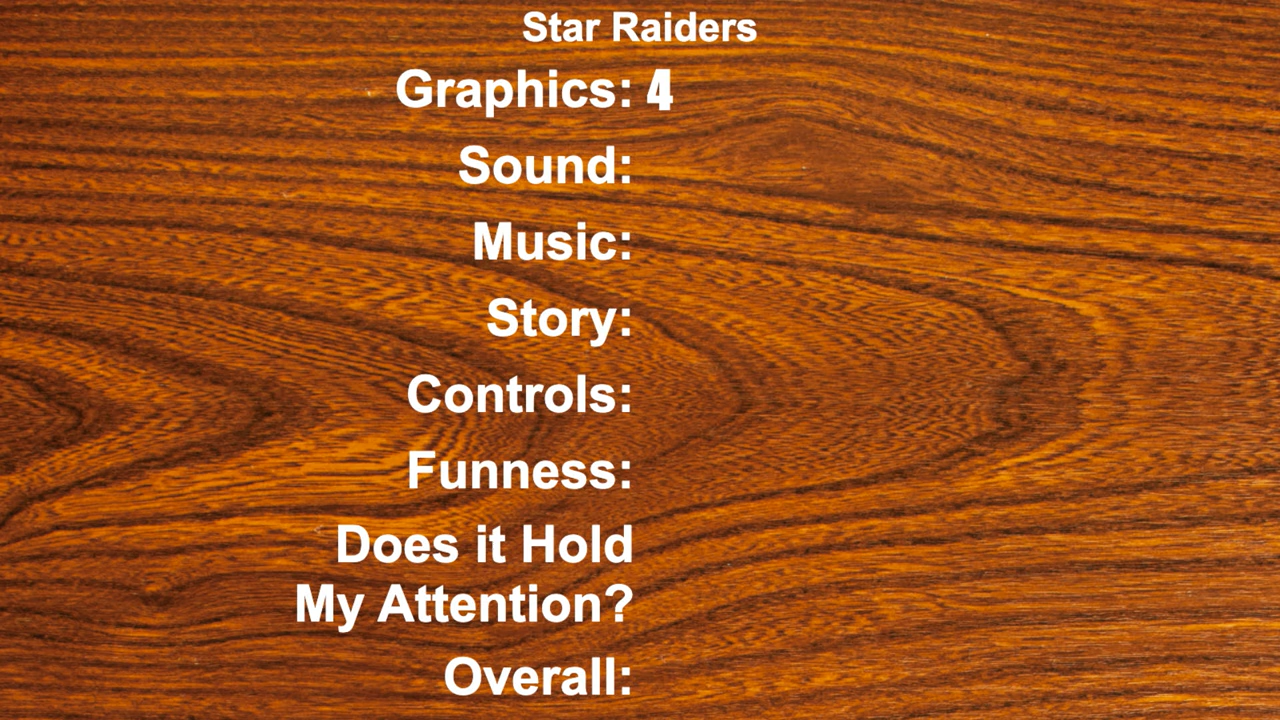 Star Raiders
Graphics: 4
Sound:
Music:
Story:
Controls:
Funness:
Does it Hold
My Attention?
Overall: